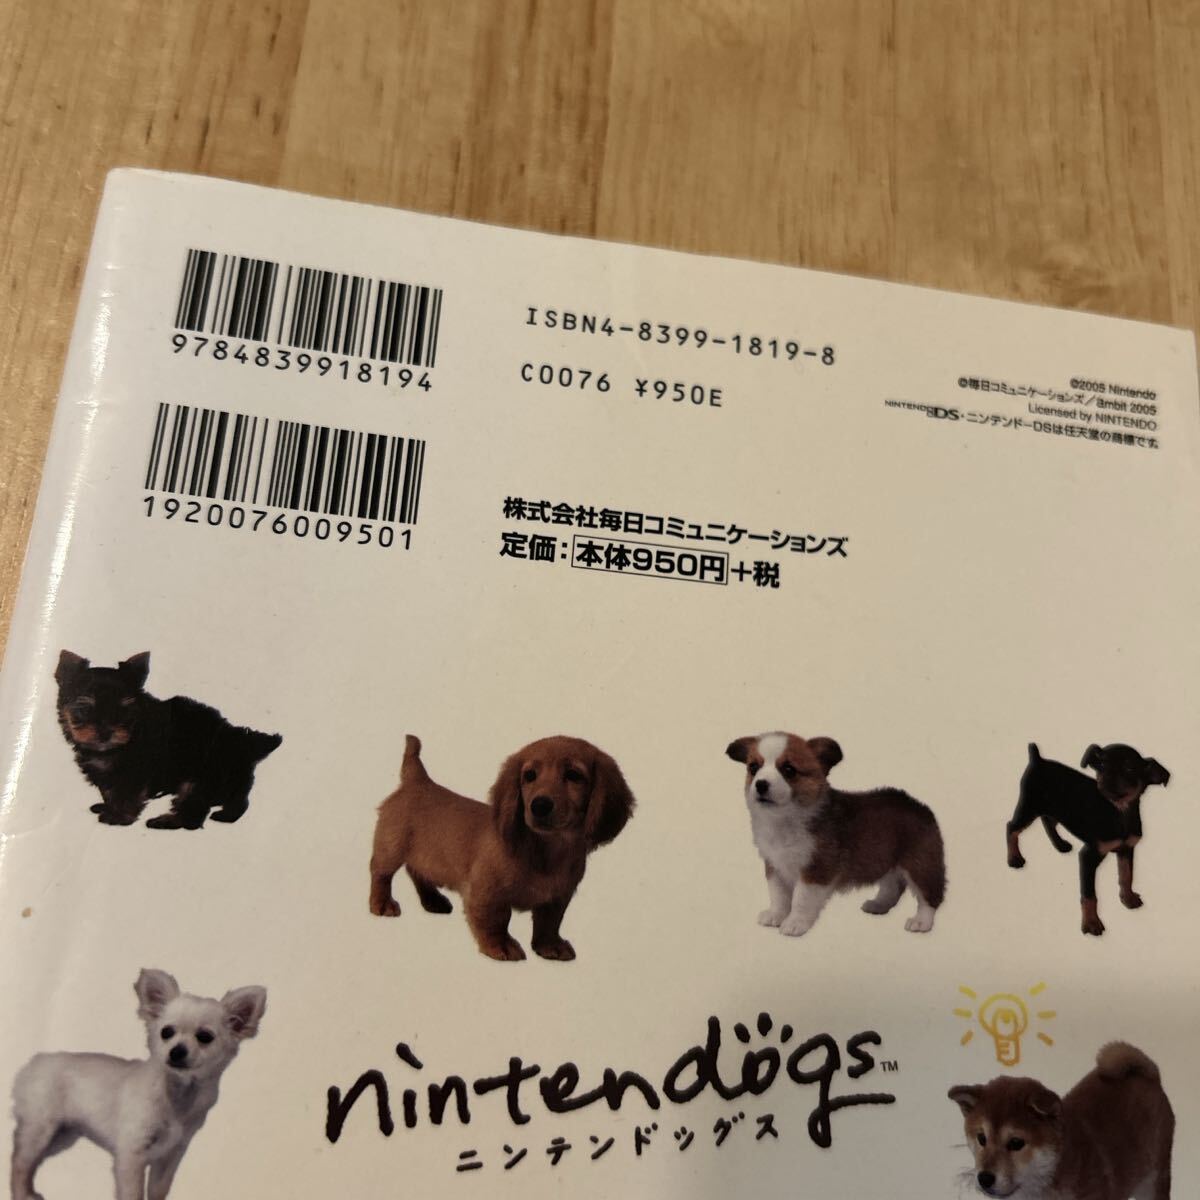 9784839918194
ISBN4-8399-1819-8
C0076 ¥950E
©2005 Nintendo
©毎日コミュニケーションズ/ambit 2005
Licensed by NINTENDO
NINTENDO DS・ニンテンドーDSは任天堂の商標です。
1920076009501
株式会社毎日コミュニケーションズ
定価:本体950円+税
nintendogs™
ニンテンドッグス